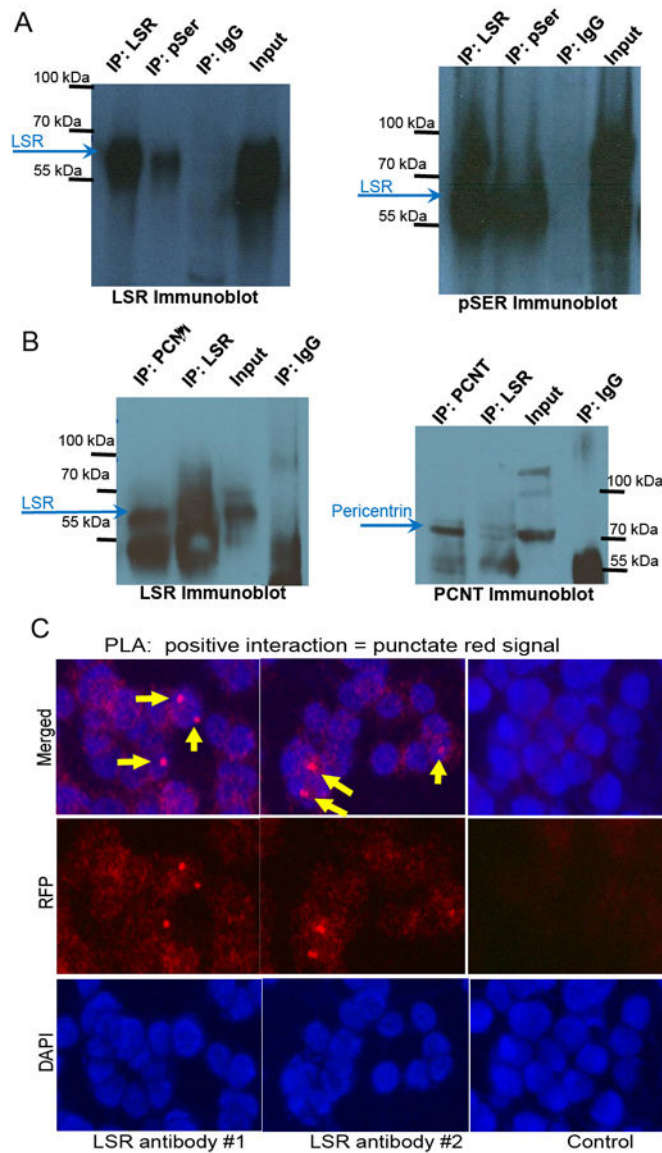 A
IP: LSR
IP: pSer
IP: IgG
Input
100 kDa
70 kDa
LSR
55 kDa
LSR Immunoblot
IP: LSR
IP: pSer
IP: IgG
Input
100 kDa
70 kDa
LSR
55 kDa
pSER Immunoblot
B
IP:
IP: LSR
Input
IP: IgG
100 kDa
70 kDa
LSR
55 kDa
LSR Immunoblot
IP: PCNT
IP: LSR
Input
IP: IgG
100 kDa
Pericentrin
70 kDa
55 kDa
PCNT Immunoblot
C
PLA: positive interaction = punctate red signal
Merged
RFP
DAPI
LSR antibody #1
LSR antibody #2
Control